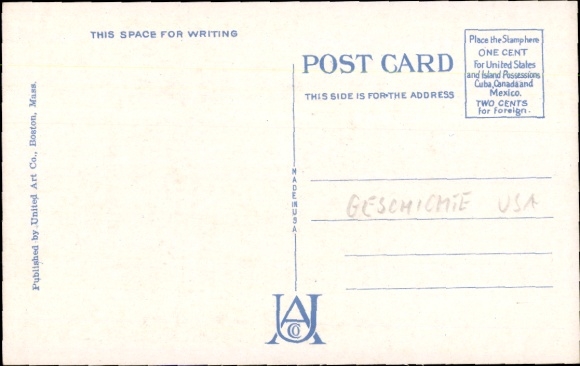 THIS SPACE FOR WRITING
POST CARD
THIS SIDE IS FOR THE ADDRESS
Place the Stamp here
ONE CENT
For United States
and Island Possessions
Cuba, Canada and
Mexico.
TWO CENTS
for Foreign.
Published by United Art Co., Boston, Mass.
MADE IN USA
GESCHICHTE USA
UACO